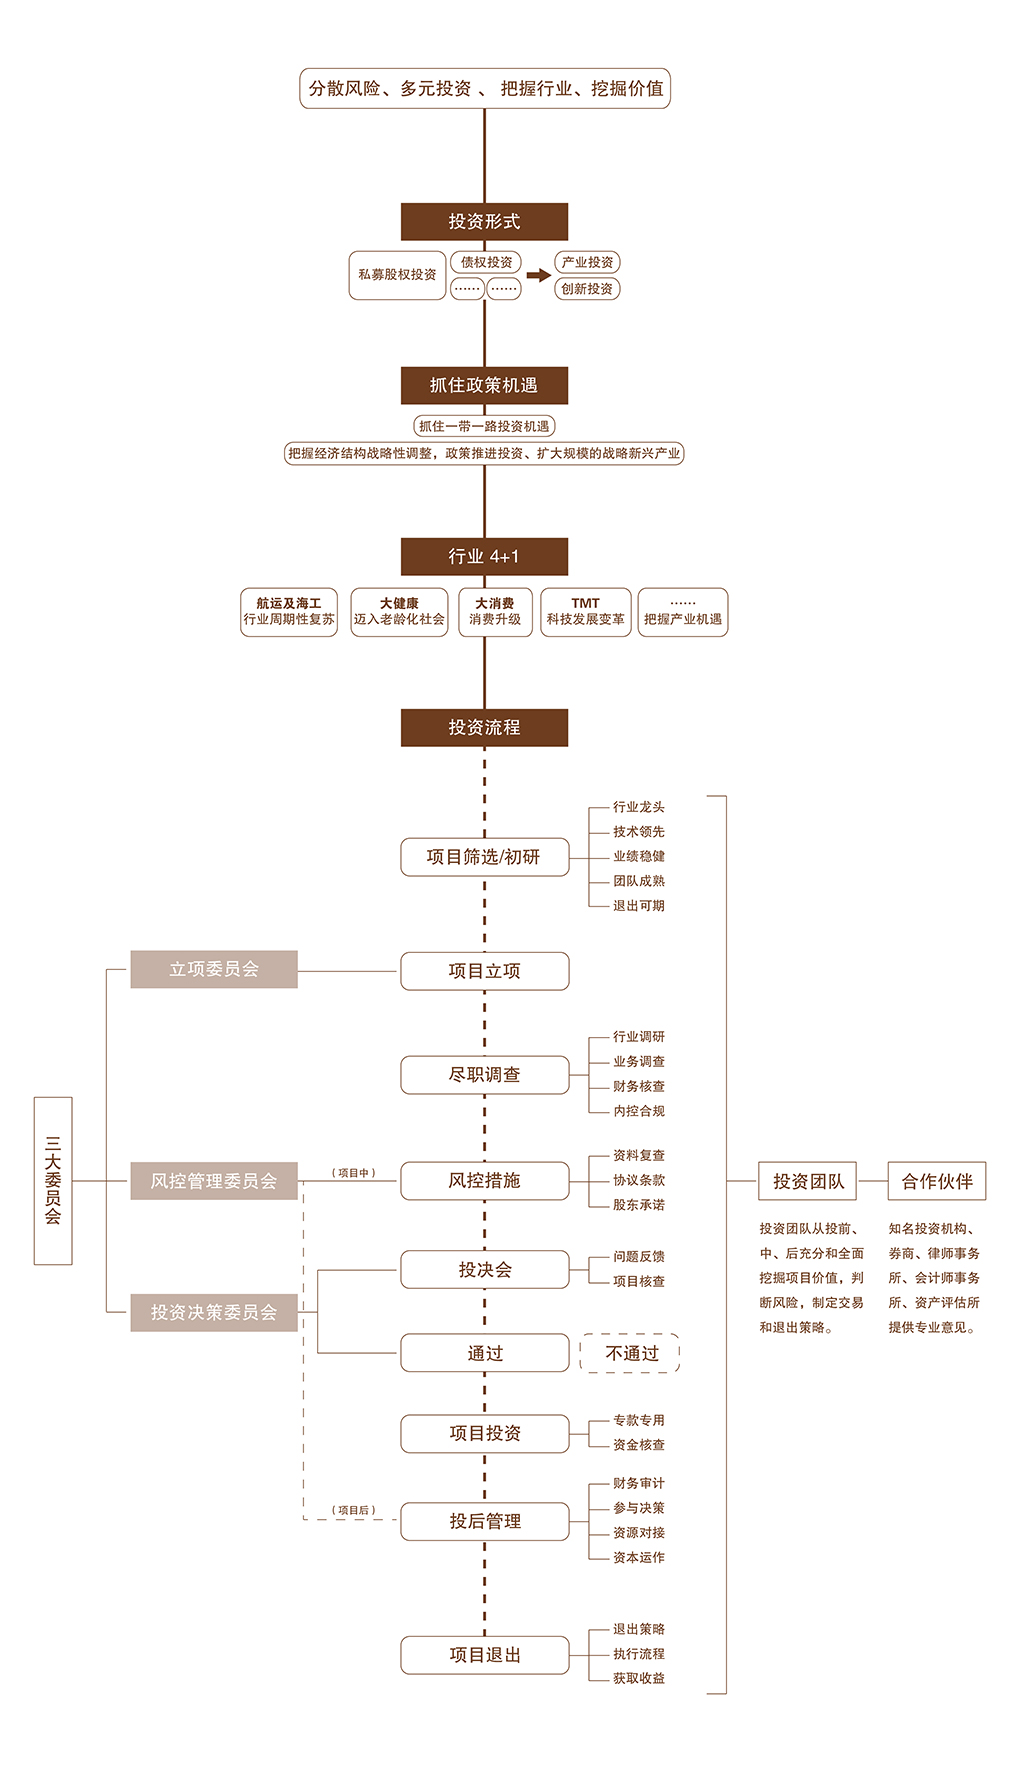 分散风险、多元投资 、 把握行业、挖掘价值
投资形式
私募股权投资
债权投资
……
……
产业投资
创新投资
抓住政策机遇
抓住一带一路投资机遇
把握经济结构战略性调整，政策推进投资、扩大规模的战略新兴产业
行业 4+1
航运及海工
行业周期性复苏
大健康
迈入老龄化社会
大消费
消费升级
TMT
科技发展变革
……
把握产业机遇
投资流程
项目筛选/初研
行业龙头
技术领先
业绩稳健
团队成熟
退出可期
立项委员会
项目立项
尽职调查
行业调研
业务调查
财务核查
内控合规
三大委员会
风控管理委员会
（项目中）
风控措施
资料复查
协议条款
股东承诺
投资决策委员会
投决会
问题反馈
项目核查
通过
不通过
项目投资
专款专用
资金核查
（项目后）
投后管理
财务审计
参与决策
资源对接
资本运作
项目退出
退出策略
执行流程
获取收益
投资团队
投资团队从投前、
中、后充分和全面
挖掘项目价值，判
断风险，制定交易
和退出策略。
合作伙伴
知名投资机构、
券商、律师事务
所、会计师事务
所、资产评估所
提供专业意见。